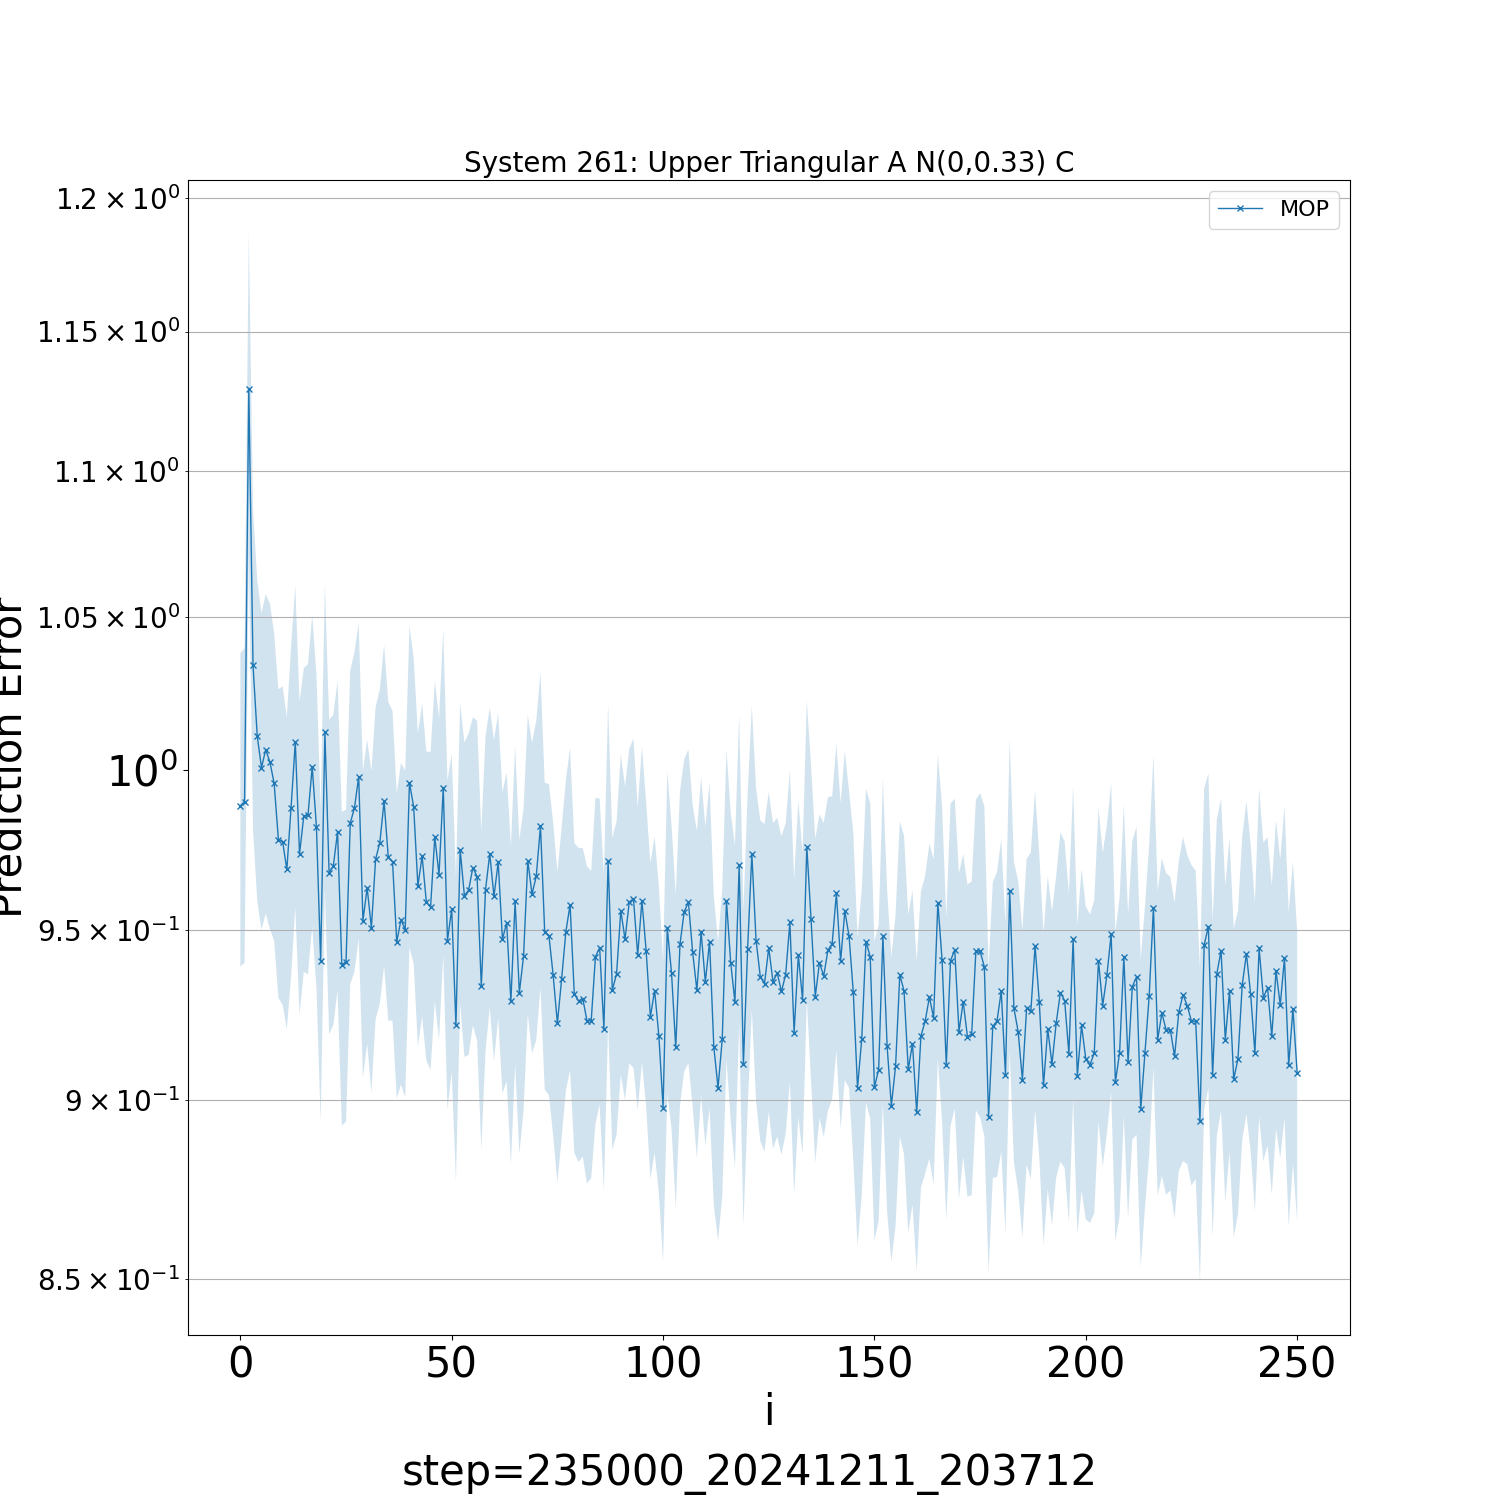 System 261: Upper Triangular A N(0,0.33) C
MOP
1.2 × 10⁰
1.15 × 10⁰
1.1 × 10⁰
1.05 × 10⁰
10⁰
9.5 × 10⁻¹
9 × 10⁻¹
8.5 × 10⁻¹
Prediction Error
0 50 100 150 200 250
i
step=235000_20241211_203712